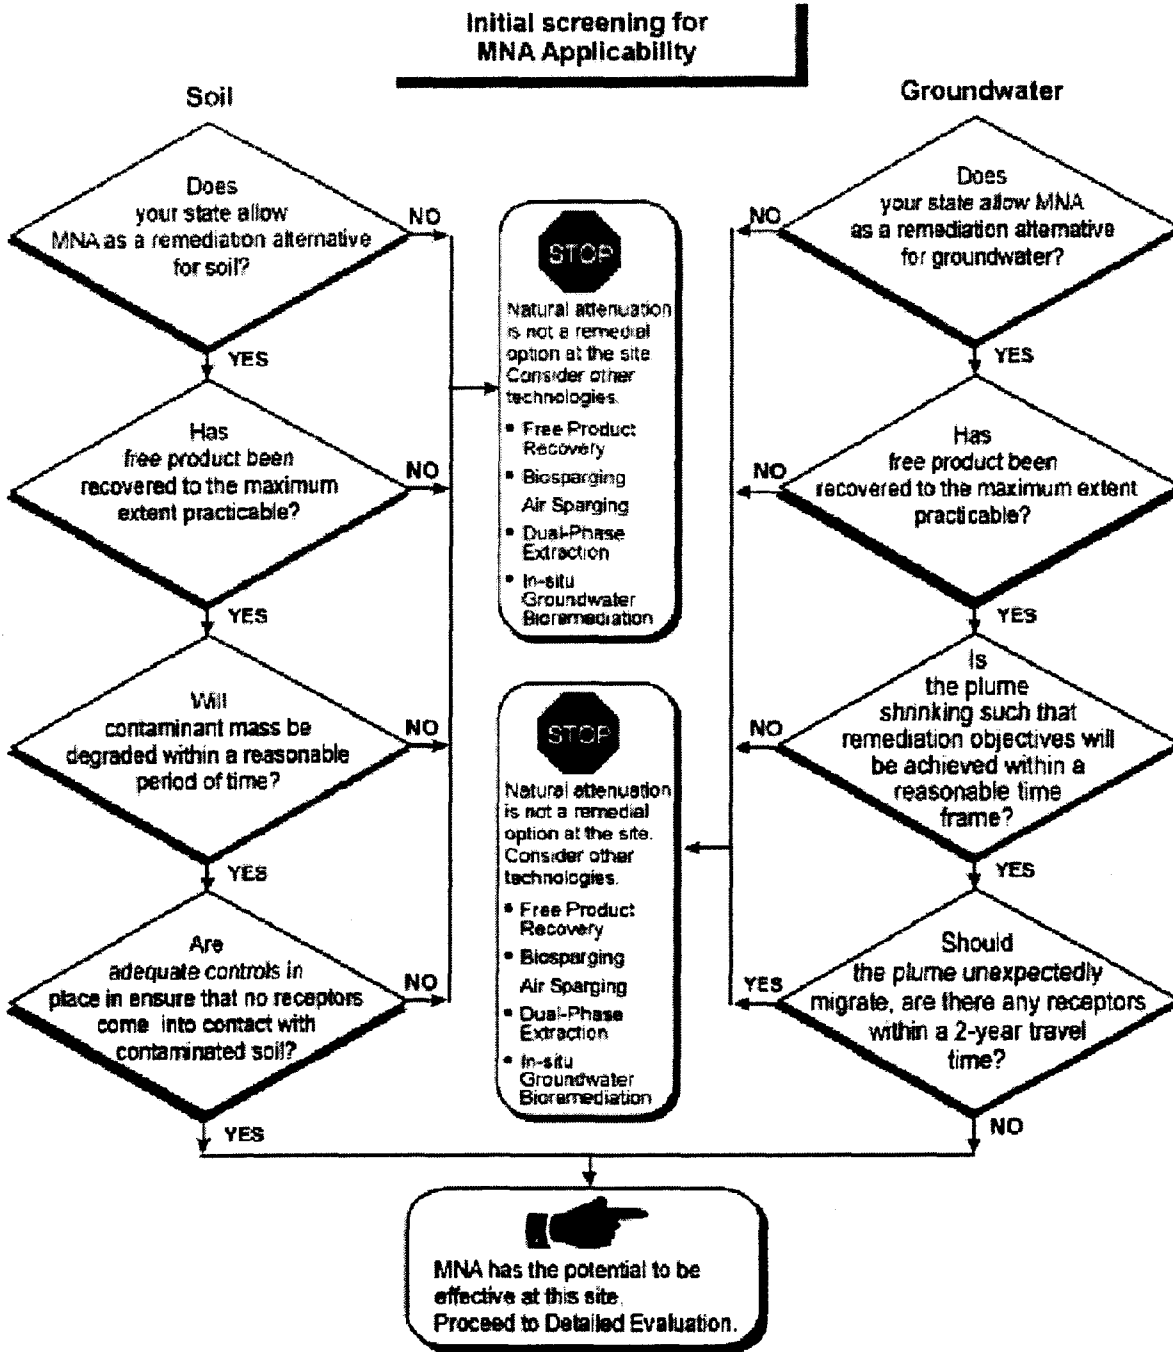 Initial screening for
MNA Applicability
Soil
Does
your state allow
MNA as a remediation alternative
for soil?
NO
YES
Has
free product been
recovered to the maximum
extent practicable?
NO
YES
Will
contaminant mass be
degraded within a reasonable
period of time?
NO
YES
Are
adequate controls in
place in ensure that no receptors
come into contact with
contaminated soil?
NO
YES
STOP
Natural attenuation
is not a remedial
option at the site
Consider other
technologies.
• Free Product
Recovery
• Biosparging
Air Sparging
• Dual-Phase
Extraction
• In-situ
Groundwater
Bioremediation
STOP
Natural attenuation
is not a remedial
option at the site.
Consider other
technologies.
• Free Product
Recovery
• Biosparging
Air Sparging
• Dual-Phase
Extraction
• In-situ
Groundwater
Bioremediation
Groundwater
Does
your state allow MNA
as a remediation alternative
for groundwater?
NO
YES
Has
free product been
recovered to the maximum extent
practicable?
NO
YES
Is
the plume
shrinking such that
remediation objectives will
be achieved within a
reasonable time
frame?
NO
YES
Should
the plume unexpectedly
migrate, are there any receptors
within a 2-year travel
time?
YES
NO
MNA has the potential to be
effective at this site.
Proceed to Detailed Evaluation.